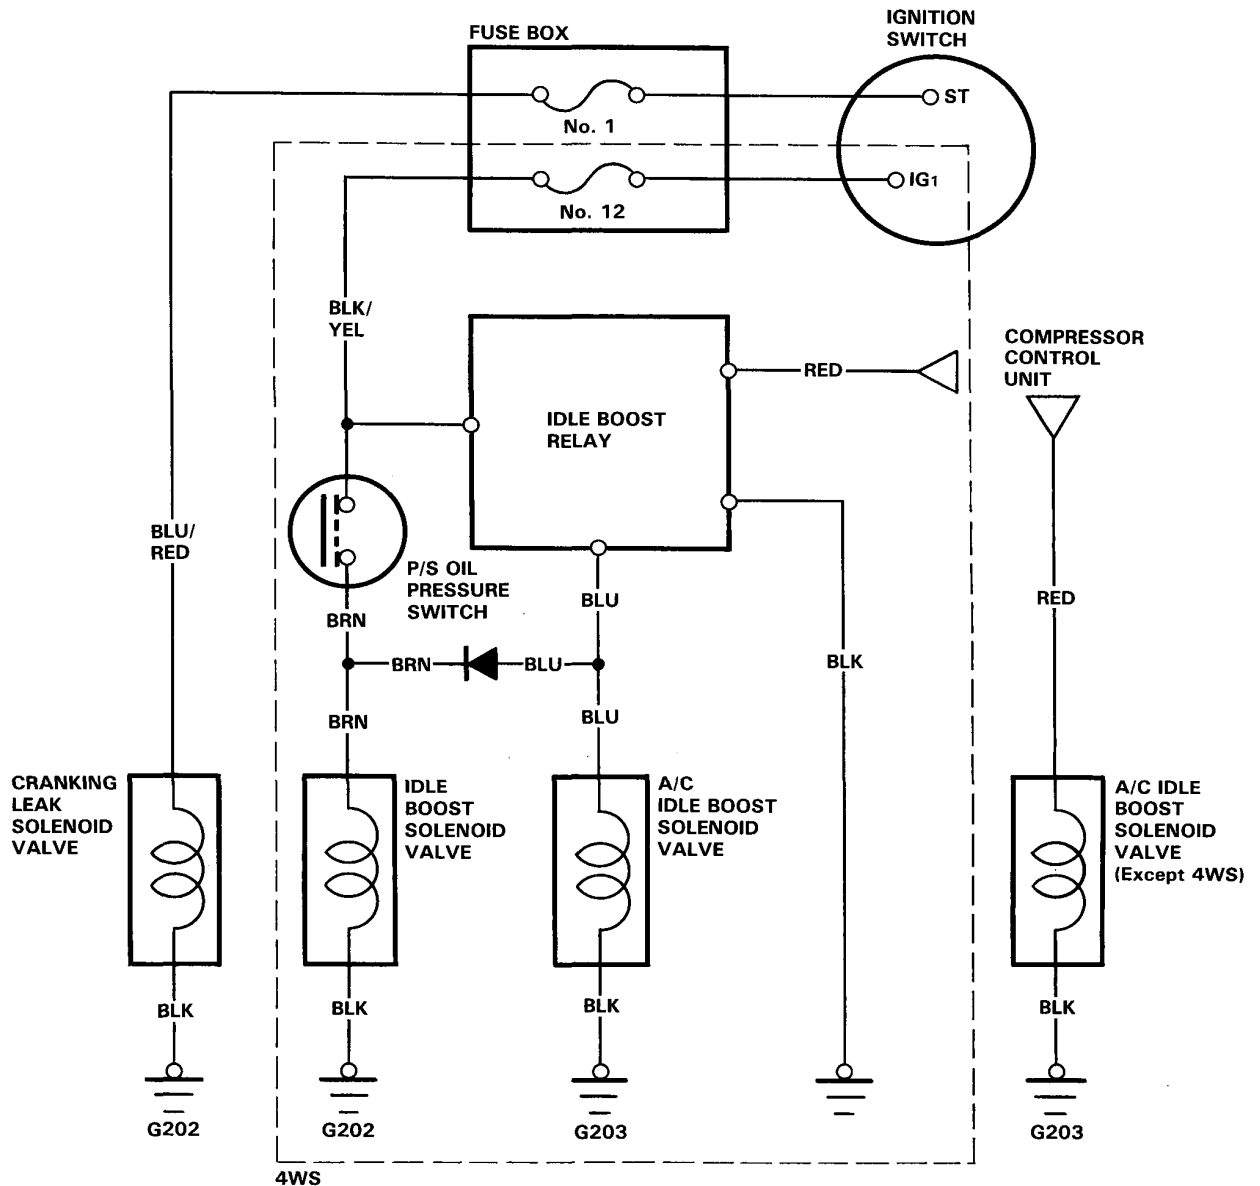 IGNITION
SWITCH
FUSE BOX
ST
No. 1
IG1
No. 12
BLK/
YEL
COMPRESSOR
CONTROL
UNIT
RED
IDLE BOOST
RELAY
BLU/
RED
P/S OIL
PRESSURE
SWITCH
BRN
BLU
RED
BRN
BLU
BLK
BRN
BLU
CRANKING
LEAK
SOLENOID
VALVE
IDLE
BOOST
SOLENOID
VALVE
A/C
IDLE BOOST
SOLENOID
VALVE
A/C IDLE
BOOST
SOLENOID
VALVE
(Except 4WS)
BLK
BLK
BLK
BLK
G202
G202
G203
G203
4WS